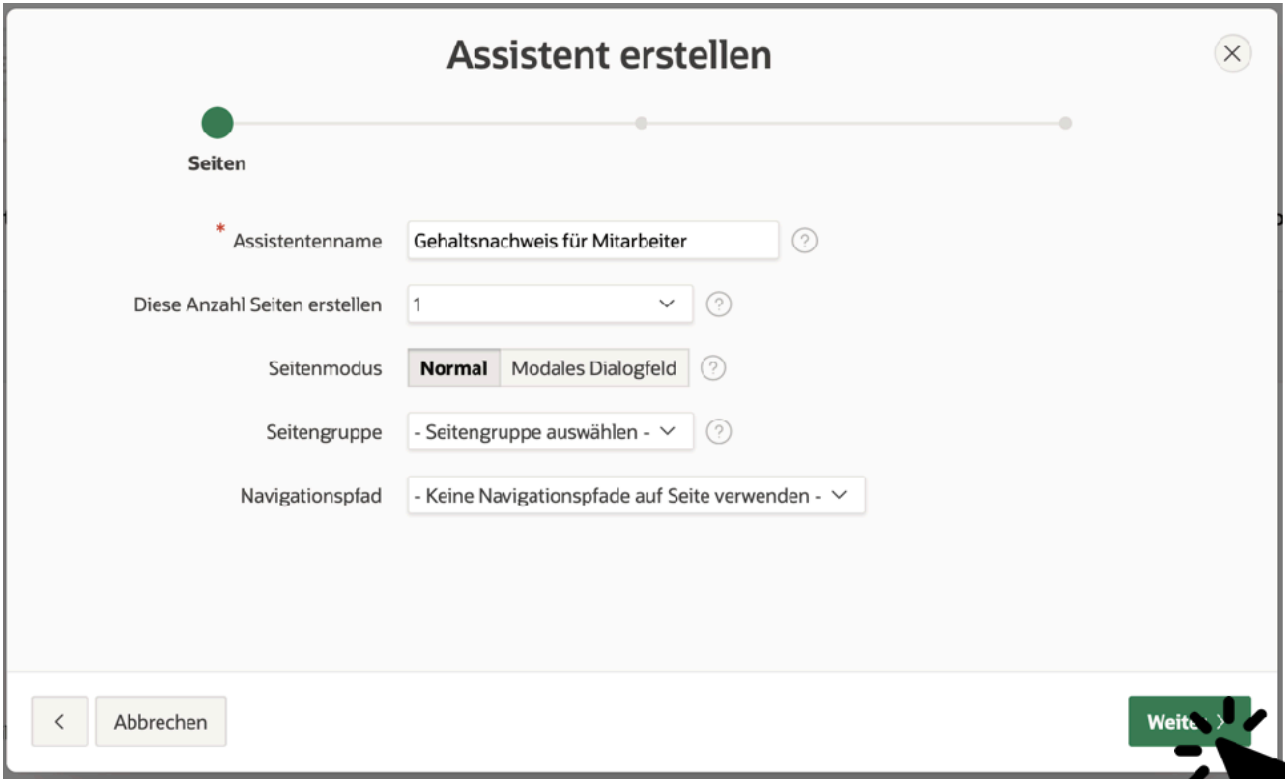 Assistent erstellen
Seiten
* Assistentenname Gehaltsnachweis für Mitarbeiter ?
Diese Anzahl Seiten erstellen 1 ?
Seitenmodus Normal Modales Dialogfeld ?
Seitengruppe - Seitengruppe auswählen - ?
Navigationspfad - Keine Navigationspfade auf Seite verwenden -
Abbrechen